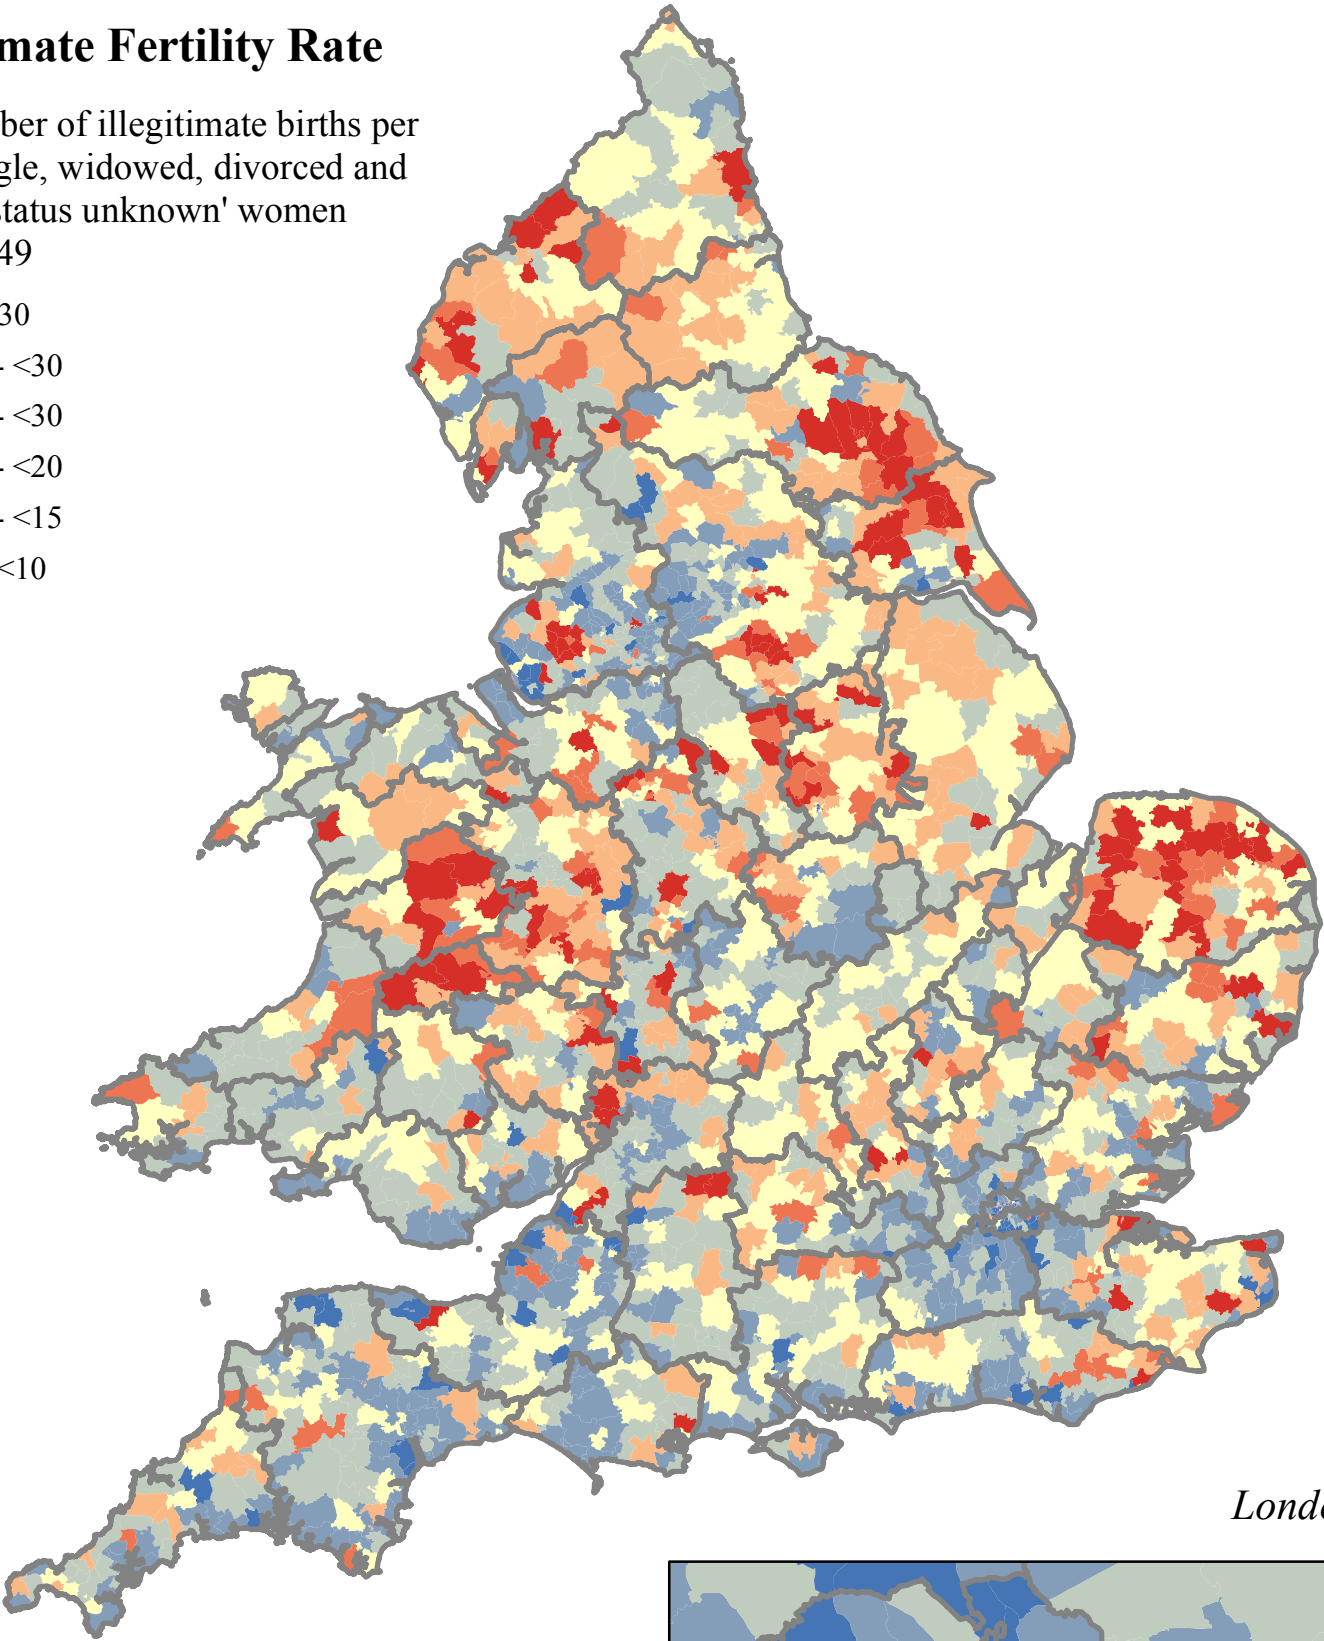 mate Fertility Rate
ber of illegitimate births per
gle, widowed, divorced and
status unknown' women
49
30
- <30
- <30
- <20
- <15
<10
Londo